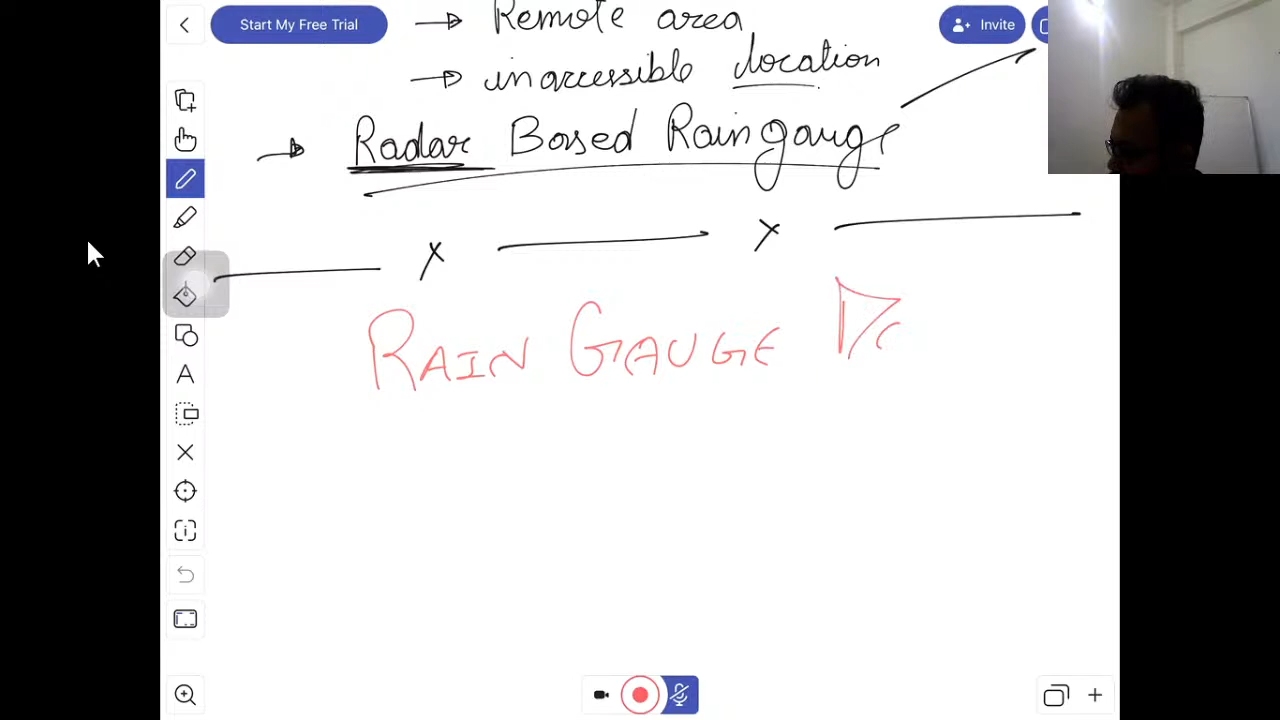 Start My Free Trial
Invite
→ Remote area
→ inaccessible location
→ Radar Based Raingauge
x x
RAIN GAUGE
A